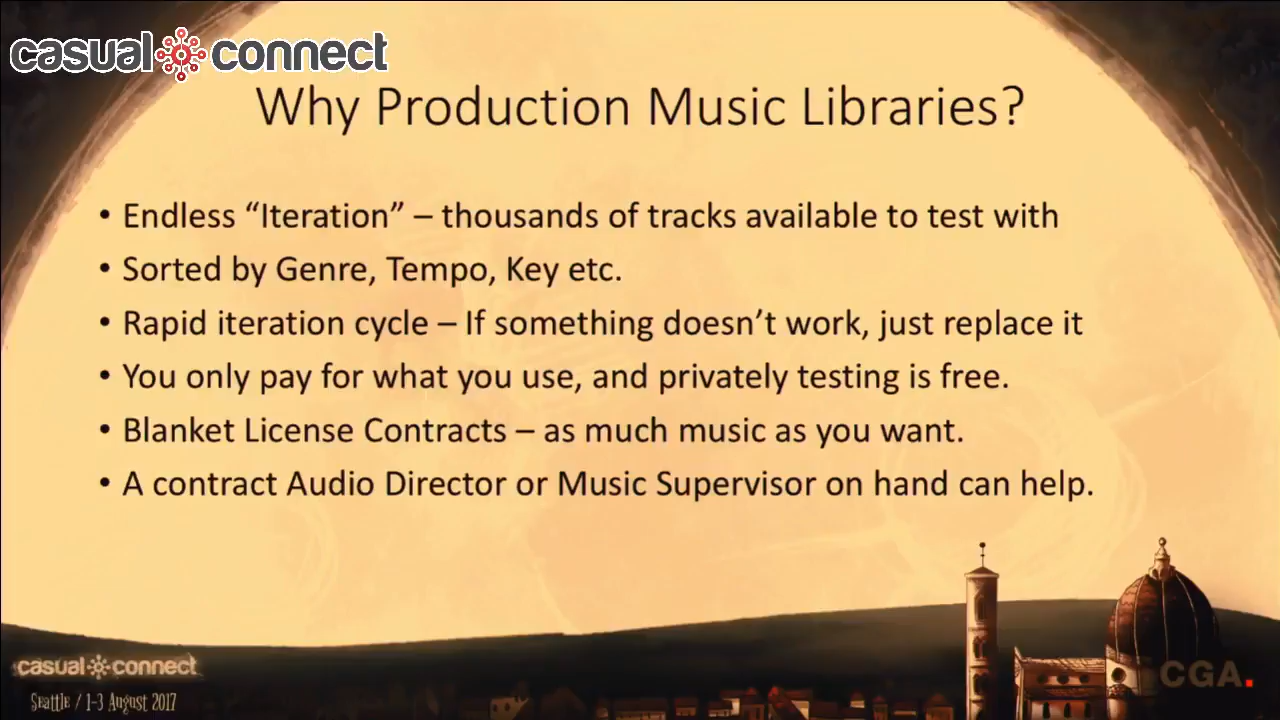 casual connect
Why Production Music Libraries?
• Endless “Iteration” – thousands of tracks available to test with
• Sorted by Genre, Tempo, Key etc.
• Rapid iteration cycle – If something doesn’t work, just replace it
• You only pay for what you use, and privately testing is free.
• Blanket License Contracts – as much music as you want.
• A contract Audio Director or Music Supervisor on hand can help.
casual connect
Seattle / 1-3 August 2017
CGA.